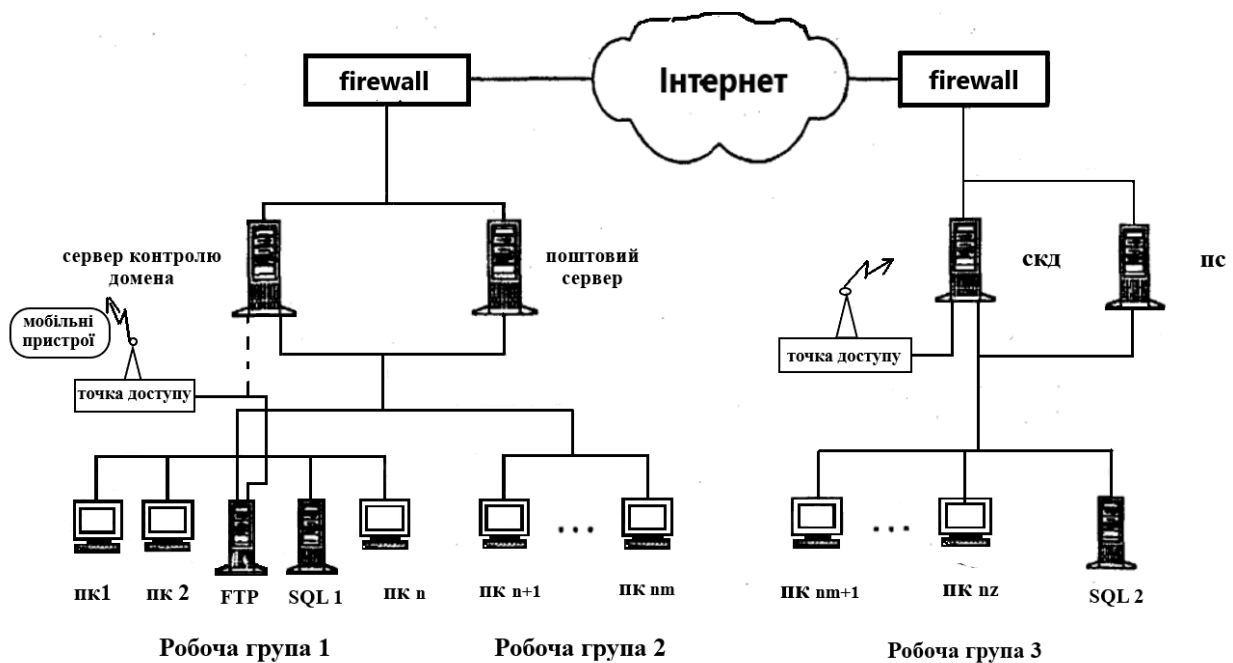 firewall
Інтернет
firewall
сервер контролю
домена
поштовий
сервер
скд
пс
мобільні
пристрої
точка доступу
точка доступу
пк1
пк 2
FTP
SQL 1
пк n
пк n+1
пк nm
пк nm+1
пк nz
SQL 2
Робоча група 1
Робоча група 2
Робоча група 3